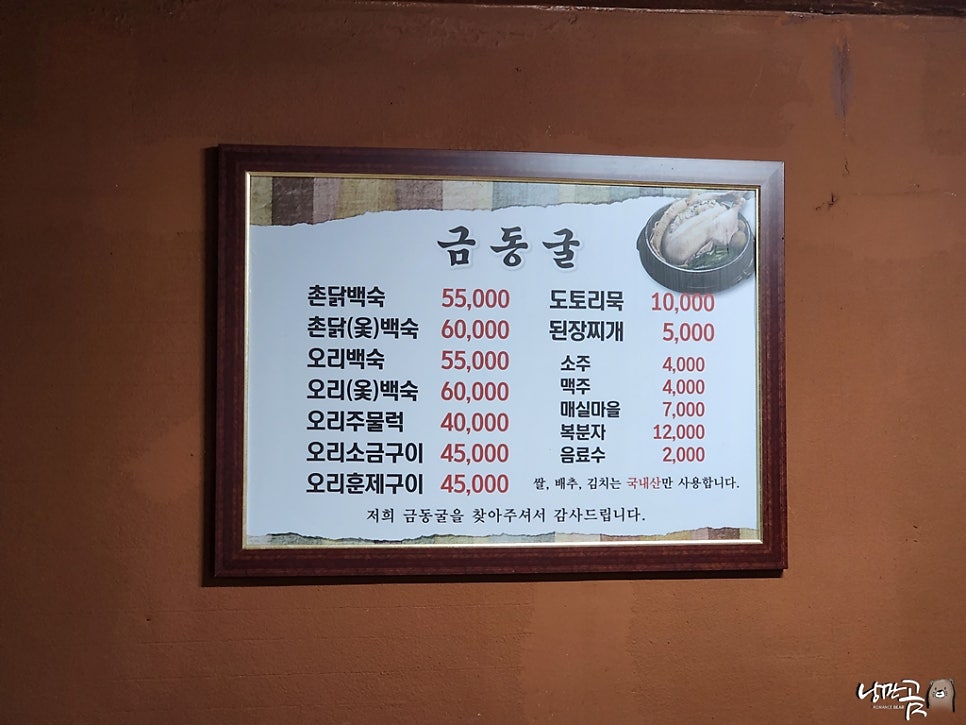 금동굴
촌닭백숙 55,000
촌닭(옻)백숙 60,000
오리백숙 55,000
오리(옻)백숙 60,000
오리주물럭 40,000
오리소금구이 45,000
오리훈제구이 45,000
도토리묵 10,000
된장찌개 5,000
소주 4,000
맥주 4,000
매실마을 7,000
복분자 12,000
음료수 2,000
쌀, 배추, 김치는 국내산만 사용합니다.
저희 금동굴을 찾아주셔서 감사드립니다.
낭만곰
ROMANCE BEAR